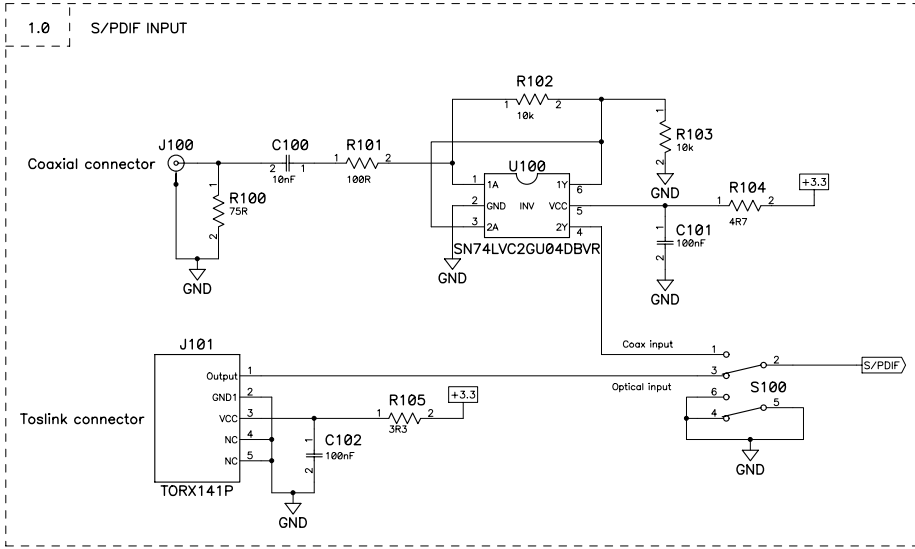 1.0 S/PDIF INPUT
R102
1 2
10k
1
R103
10k
2
GND
J100
Coaxial connector
C100
2 1
10nF
R101
1 2
100R
1
R100
75R
2
GND
U100
1 1A 1Y 6
2 GND INV VCC 5
3 2A 2Y 4
SN74LVC2GU04DBVR
GND
R104
1 2
4R7
+3.3
1
C101
100nF
2
GND
J101
Output 1
GND1 2
VCC 3
NC 4
NC 5
TORX141P
Toslink connector
R105
1 2
3R3
+3.3
1
C102
100nF
2
GND
Coax input 1
2
S/PDIF
3
Optical input
S100
6
5
4
GND